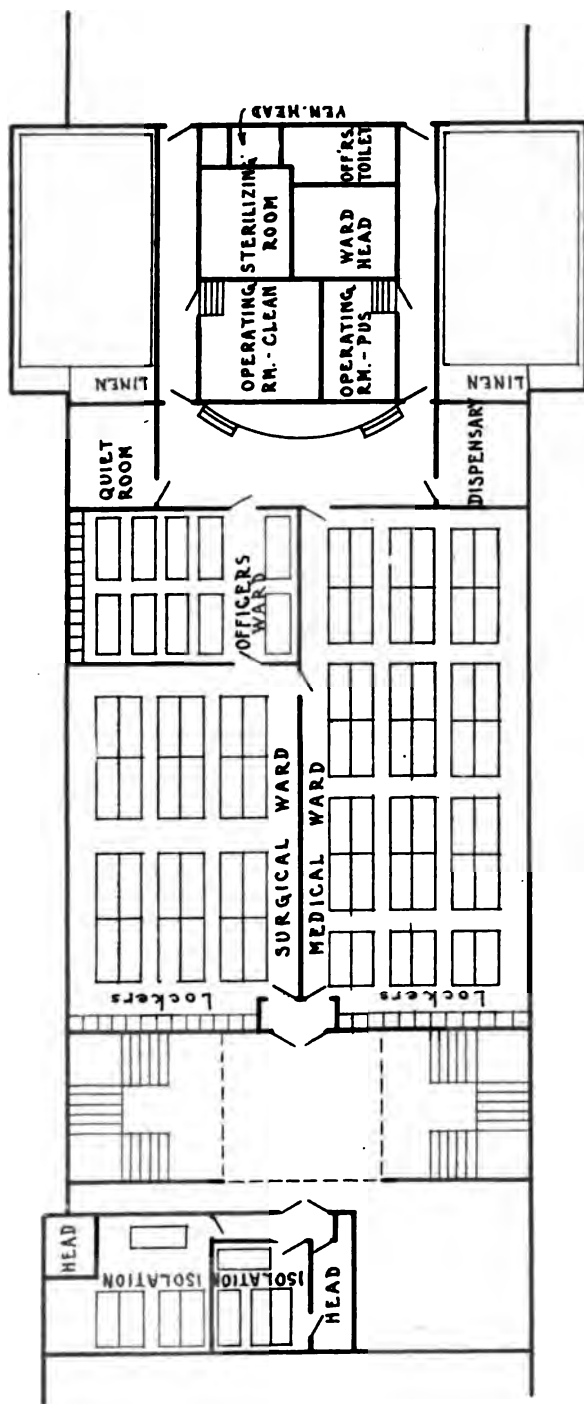 VEN. HEAD
STERILIZING
ROOM
OFF'RS.
TOILET
WARD
HEAD
OPERATING
RM. - CLEAN
OPERATING
RM. - PUS
LINEN
LINEN
QUIET
ROOM
DISPENSARY
OFFICERS
WARD
SURGICAL WARD
MEDICAL WARD
Lockers
Lockers
HEAD
ISOLATION
ISOLATION
HEAD